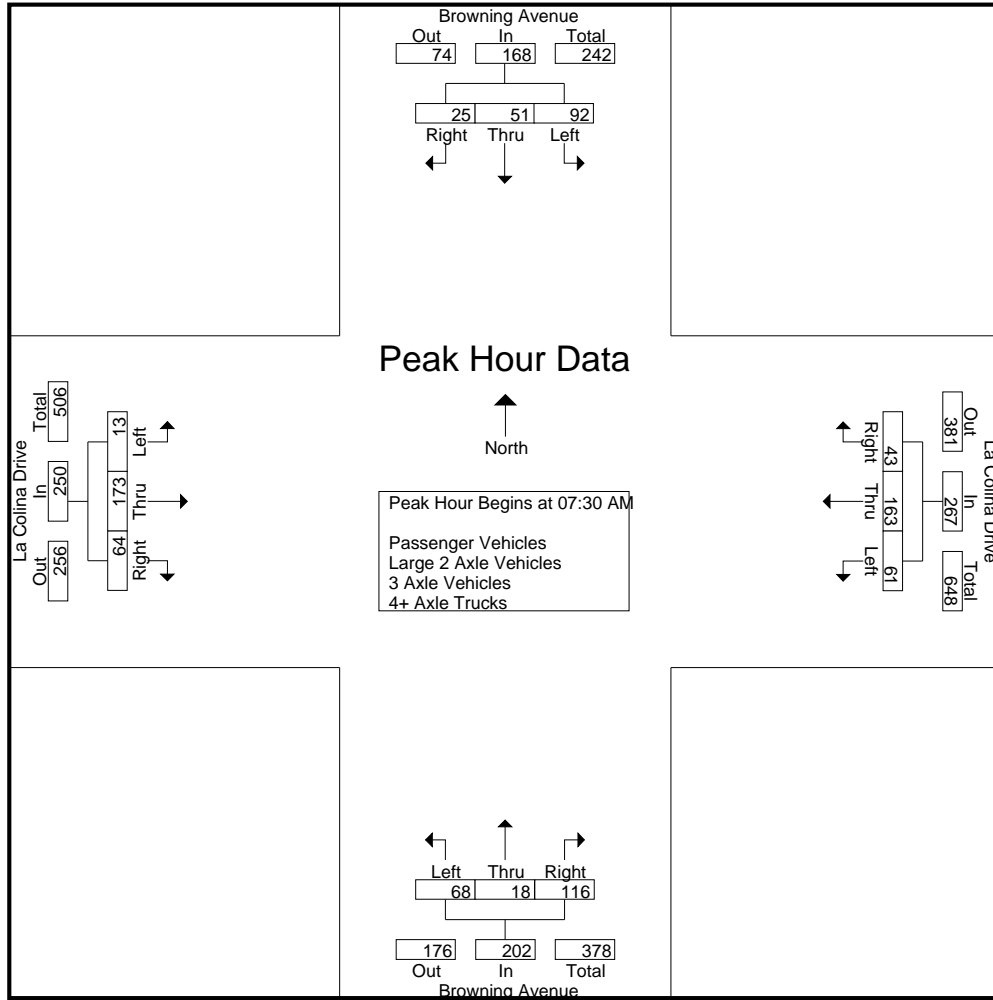 Browning Avenue
Out In Total
74 168 242
25 51 92
Right Thru Left
Peak Hour Data
North
Peak Hour Begins at 07:30 AM
Passenger Vehicles
Large 2 Axle Vehicles
3 Axle Vehicles
4+ Axle Trucks
La Colina Drive
Out In Total
256 250 506
64 173 13
Right Thru Left
La Colina Drive
Out In Total
381 267 648
43 163 61
Right Thru Left
Left Thru Right
68 18 116
176 202 378
Out In Total
Browning Avenue